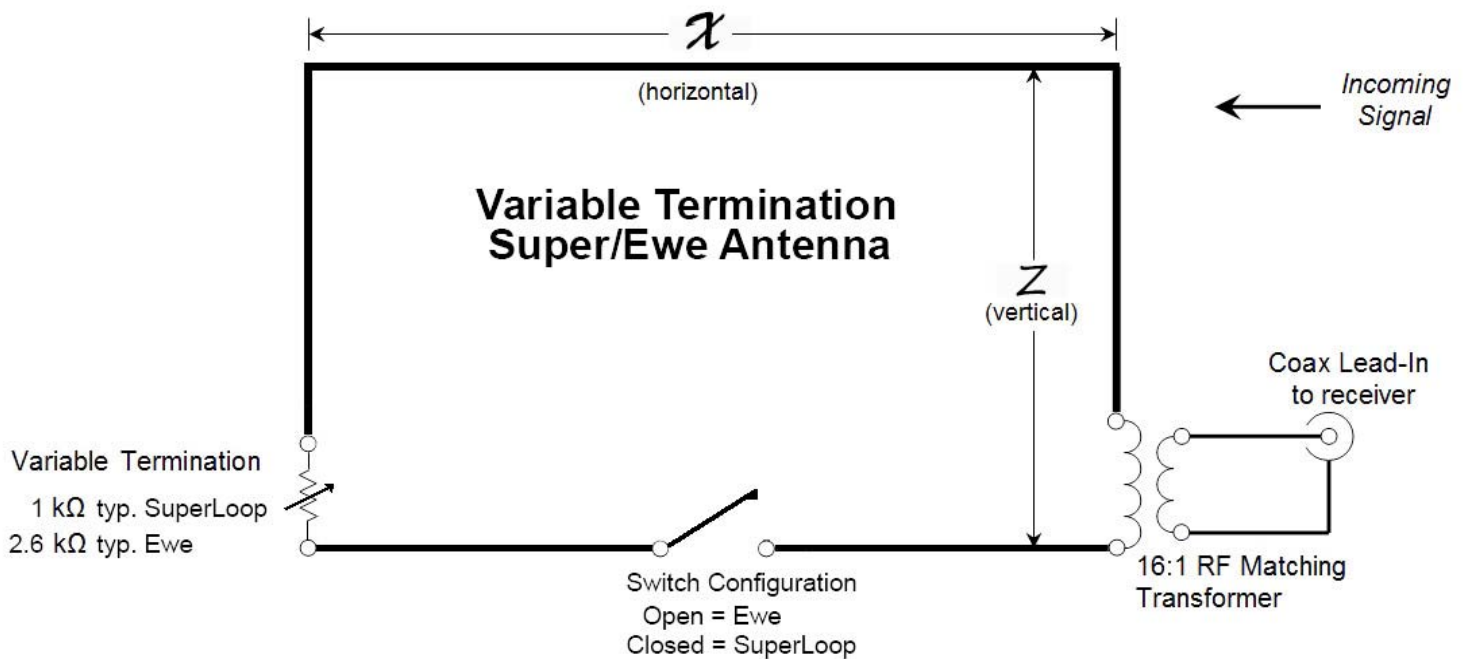 x
(horizontal)
Incoming
Signal
Variable Termination
Super/Ewe Antenna
z
(vertical)
Coax Lead-In
to receiver
Variable Termination
1 kΩ typ. SuperLoop
2.6 kΩ typ. Ewe
Switch Configuration
Open = Ewe
Closed = SuperLoop
16:1 RF Matching
Transformer